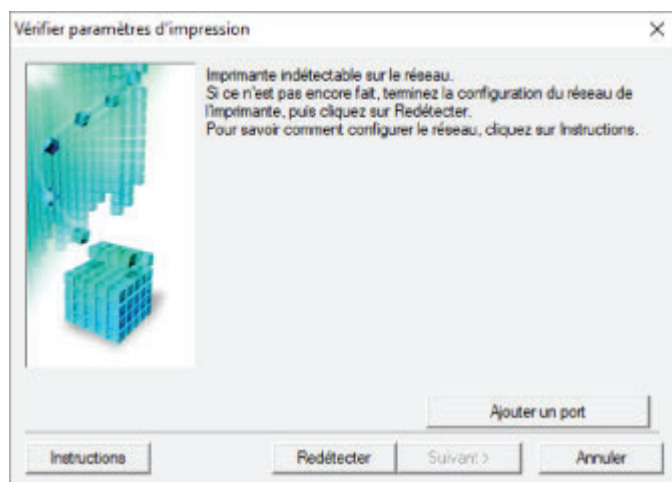 Vérifier paramètres d'impression
Imprimante indétectable sur le réseau.
Si ce n'est pas encore fait, terminez la configuration du réseau de
l'imprimante, puis cliquez sur Redétecter.
Pour savoir comment configurer le réseau, cliquez sur Instructions.
Ajouter un port
Instructions
Redétecter
Suivant >
Annuler